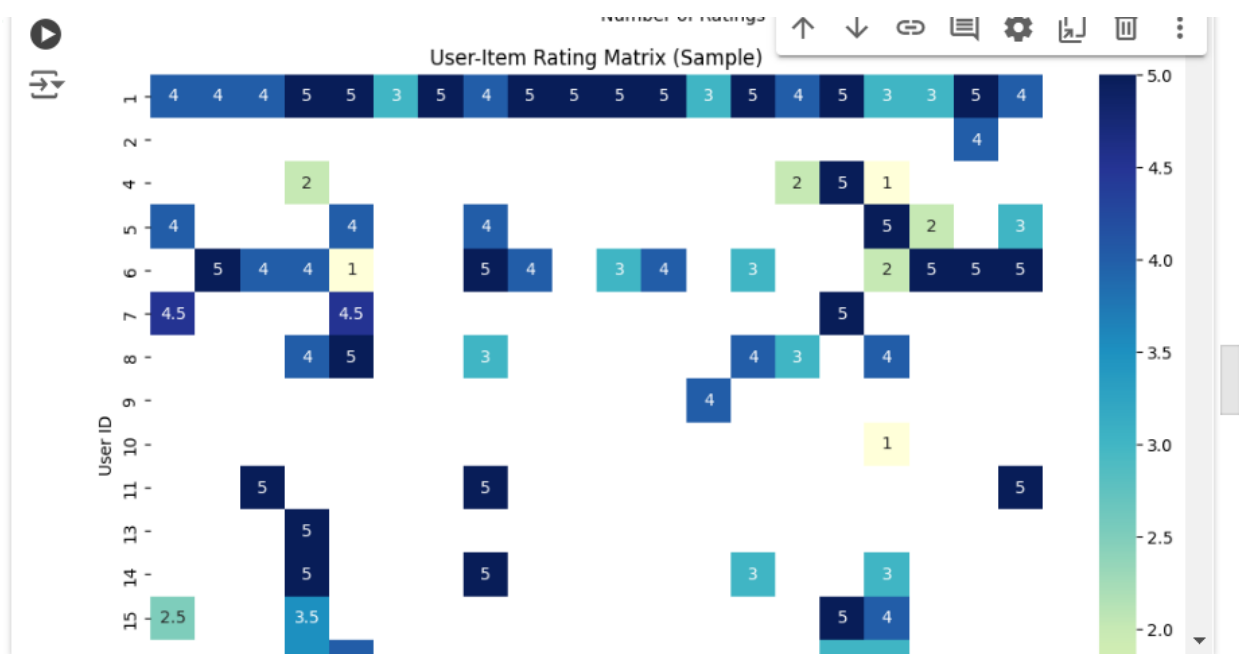 Number of Ratings
User-Item Rating Matrix (Sample)
1 4 4 4 5 5 3 5 4 5 5 5 5 3 5 4 5 3 3 5 4
2 4
4 2 2 5 1
5 4 4 4 5 2 3
6 5 4 4 1 5 4 3 4 3 2 5 5 5
7 4.5 4.5 5
8 4 5 3 4 3 4
9 4
10 1
11 5 5 5
13 5
14 5 5 3 3
15 2.5 3.5 5 4
User ID
5.0
4.5
4.0
3.5
3.0
2.5
2.0